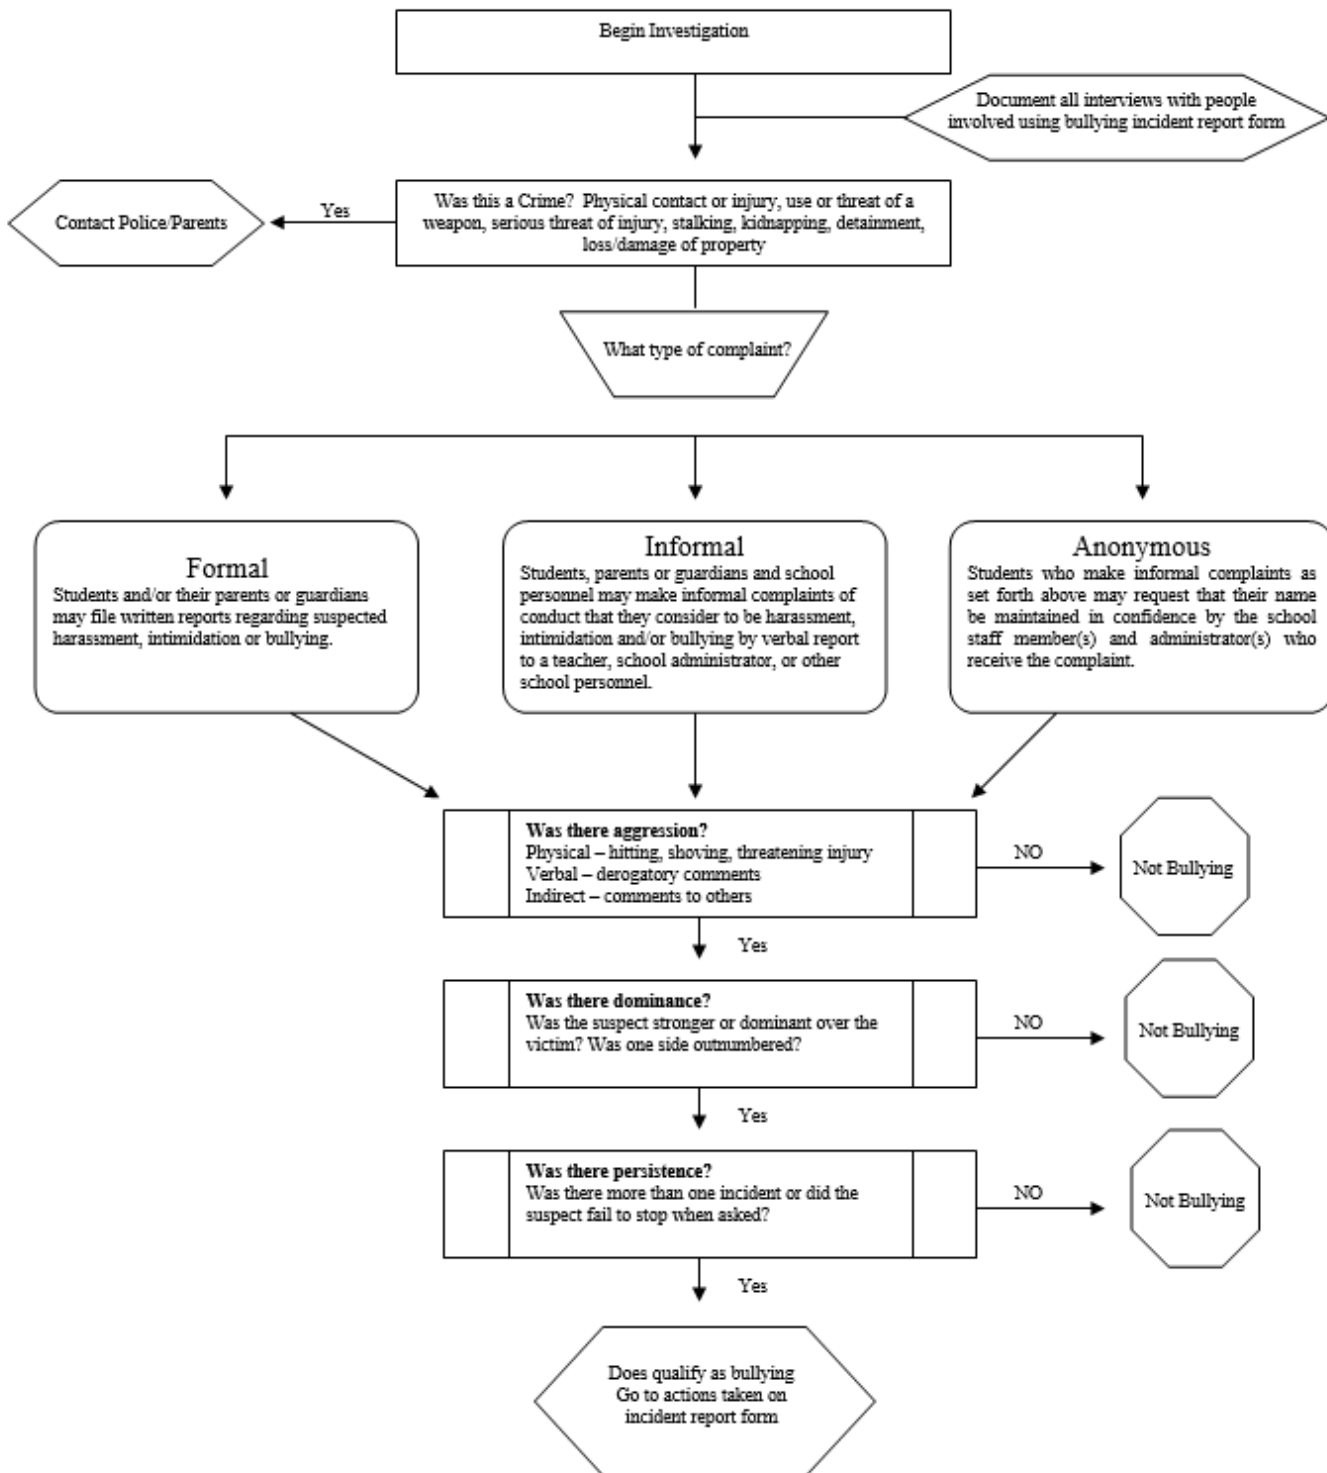 Begin Investigation
Document all interviews with people
involved using bullying incident report form
Was this a Crime?  Physical contact or injury, use or threat of a
weapon, serious threat of injury, stalking, kidnapping, detainment,
loss/damage of property
Yes
Contact Police/Parents
What type of complaint?
Formal
Students and/or their parents or guardians
may file written reports regarding suspected
harassment, intimidation or bullying.
Informal
Students, parents or guardians and school
personnel may make informal complaints of
conduct that they consider to be harassment,
intimidation and/or bullying by verbal report
to a teacher, school administrator, or other
school personnel.
Anonymous
Students who make informal complaints as
set forth above may request that their name
be maintained in confidence by the school
staff member(s) and administrator(s) who
receive the complaint.
Was there aggression?
Physical – hitting, shoving, threatening injury
Verbal – derogatory comments
Indirect – comments to others
NO
Not Bullying
Yes
Was there dominance?
Was the suspect stronger or dominant over the
victim? Was one side outnumbered?
NO
Not Bullying
Yes
Was there persistence?
Was there more than one incident or did the
suspect fail to stop when asked?
NO
Not Bullying
Yes
Does qualify as bullying
Go to actions taken on
incident report form